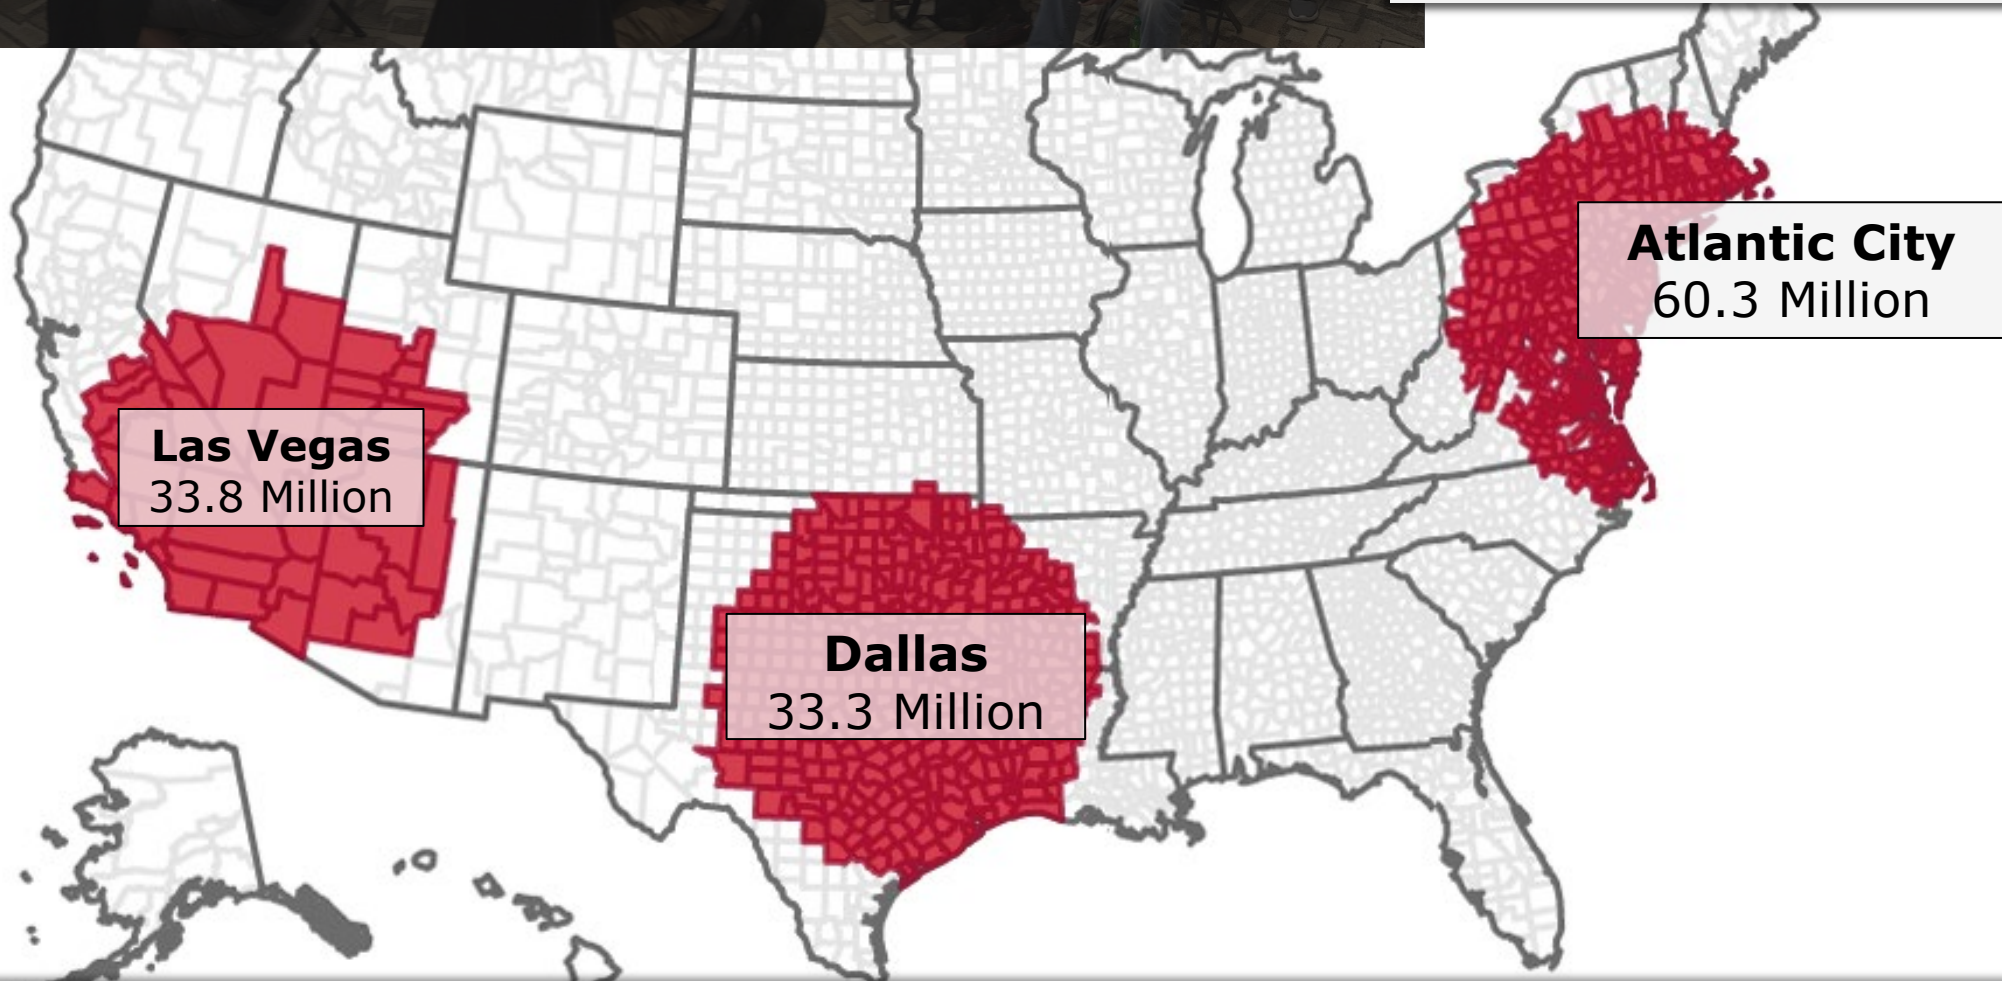 Atlantic City
60.3 Million
Las Vegas
33.8 Million
Dallas
33.3 Million